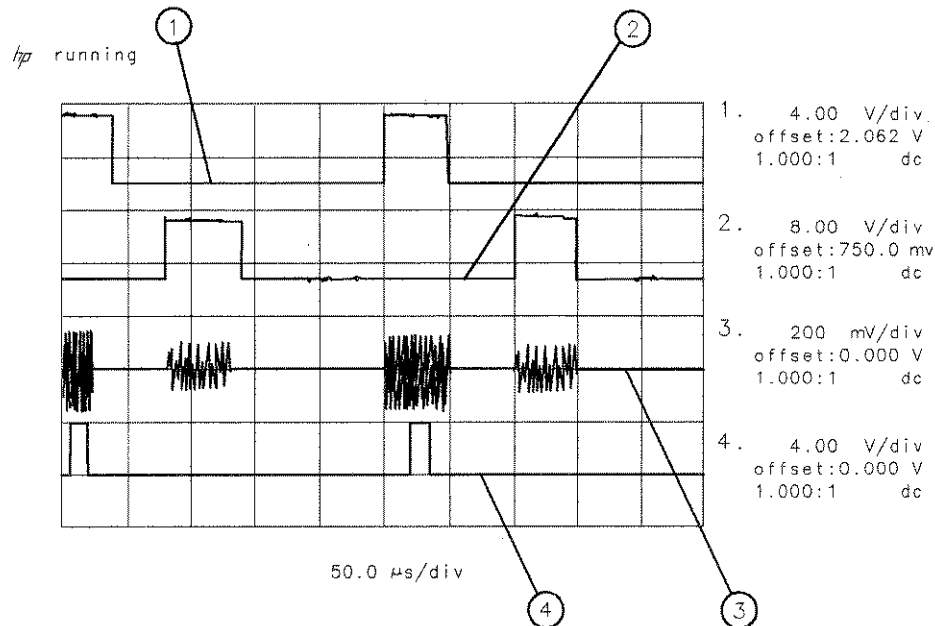 1
2
hp running
1. 4.00 V/div
offset:2.062 V
1.000:1 dc
2. 8.00 V/div
offset:750.0 mv
1.000:1 dc
3. 200 mV/div
offset:0.000 V
1.000:1 dc
4. 4.00 V/div
offset:0.000 V
1.000:1 dc
50.0 μs/div
4
3